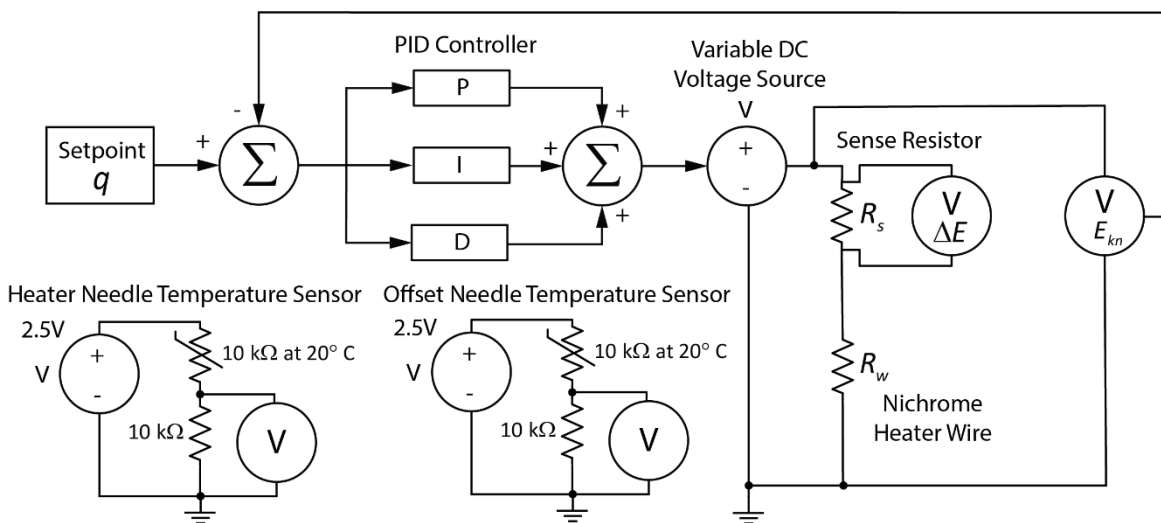 PID Controller
Variable DC
Voltage Source
V
Setpoint
q
+
-
Σ
P
I
D
+
+
+
Σ
+
-
Sense Resistor
R_s
V
ΔE
V
E_kn
R_w
Nichrome
Heater Wire
Heater Needle Temperature Sensor
2.5V
V
+
-
10 kΩ at 20° C
10 kΩ
V
Offset Needle Temperature Sensor
2.5V
V
+
-
10 kΩ at 20° C
10 kΩ
V